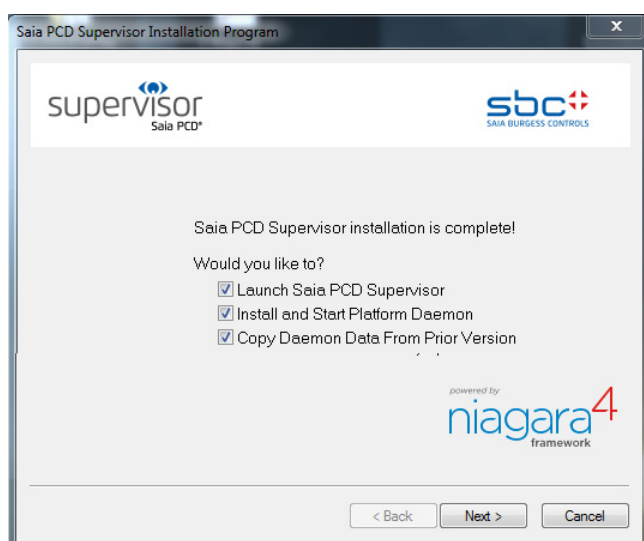 Saia PCD Supervisor Installation Program
X
supervisor
Saia PCD®
sbc
SAIA BURGESS CONTROLS
Saia PCD Supervisor installation is complete!
Would you like to?
Launch Saia PCD Supervisor
Install and Start Platform Daemon
Copy Daemon Data From Prior Version
powered by
niagara4
framework
< Back
Next >
Cancel